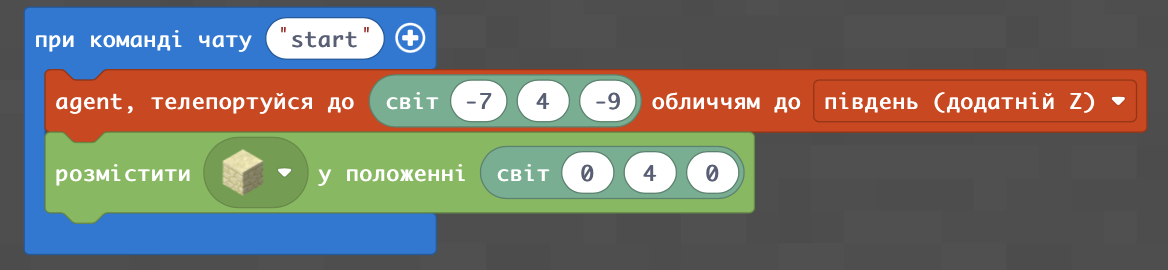 при команді чату "start"
agent, телепортуйся до світ -7 4 -9 обличчям до південь (додатній Z)
розмістити у положенні світ 0 4 0